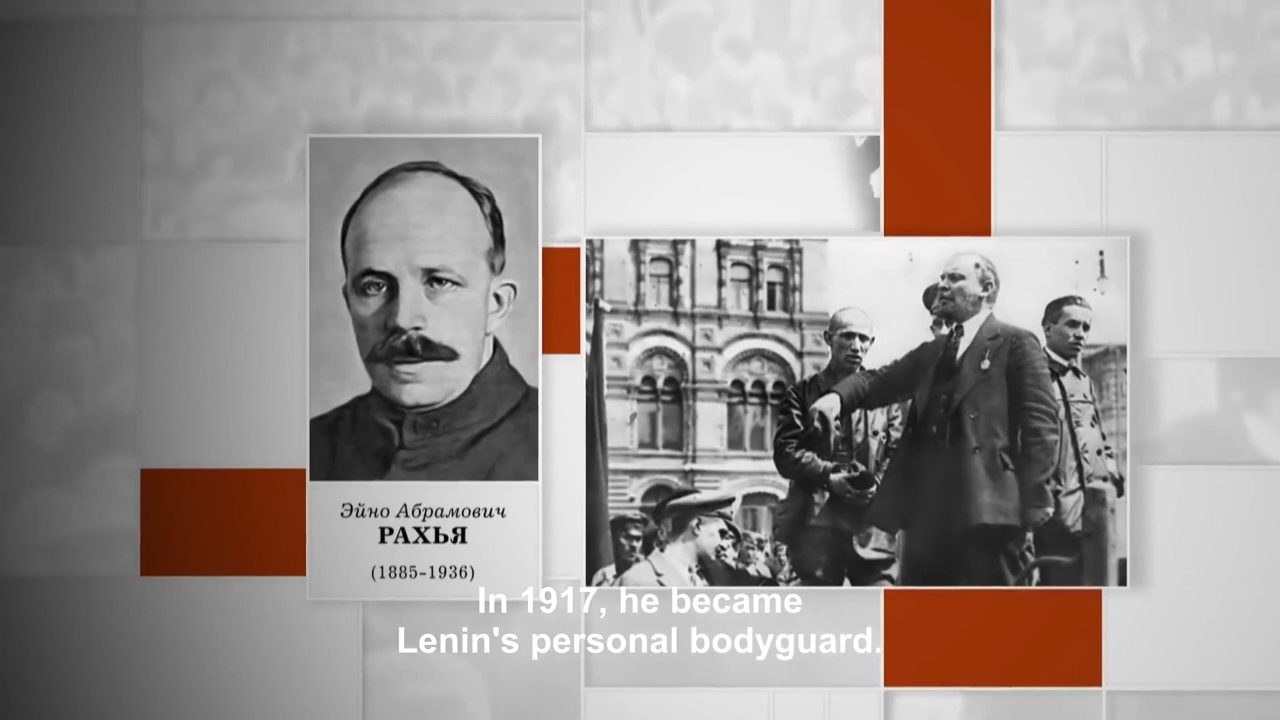 Эйно Абрамович
РАХЬЯ
(1885–1936)
In 1917, he became
Lenin's personal bodyguard.